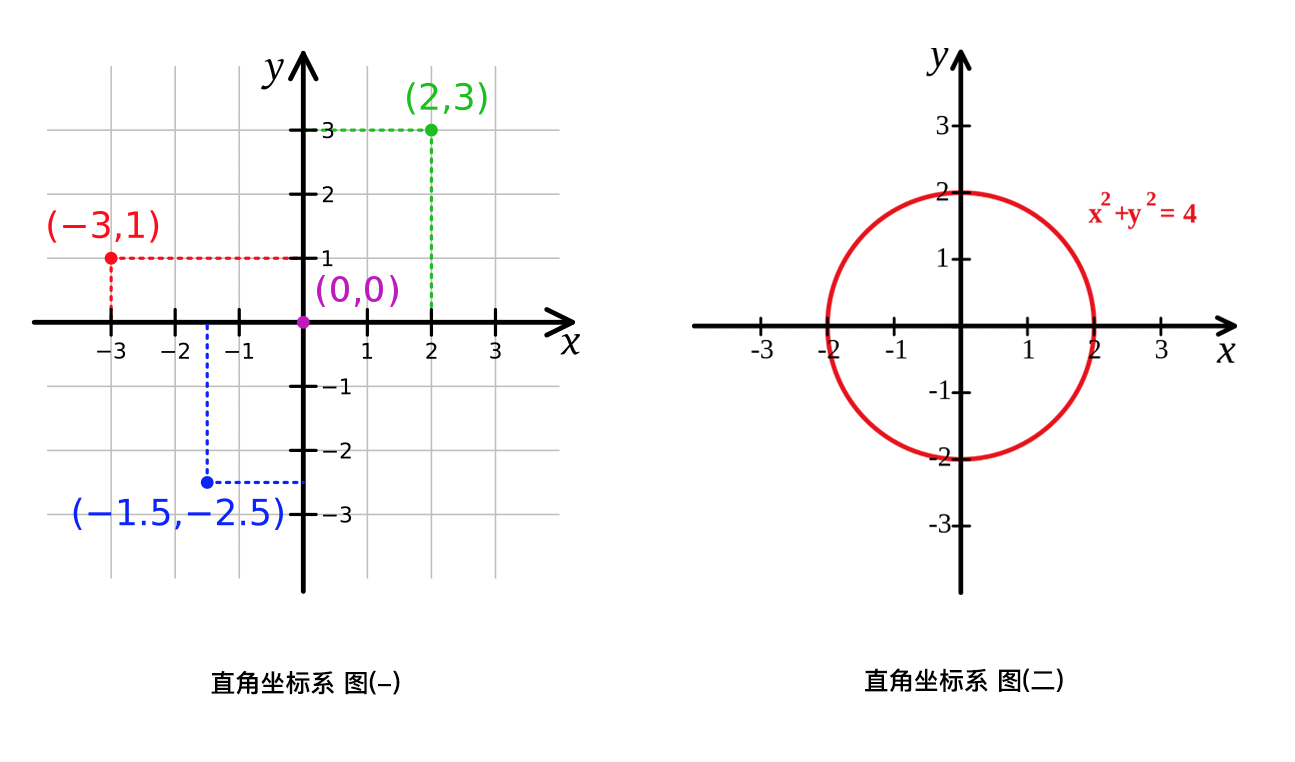 y
(2,3)
3
2
(−3,1)
1
(0,0)
−3 −2 −1 1 2 3 x
−1
−2
(−1.5,−2.5)
−3
直角坐标系 图(–)
y
3
2
x² +y² = 4
1
-3 -2 -1 1 2 3 x
-1
-2
-3
直角坐标系 图(二)